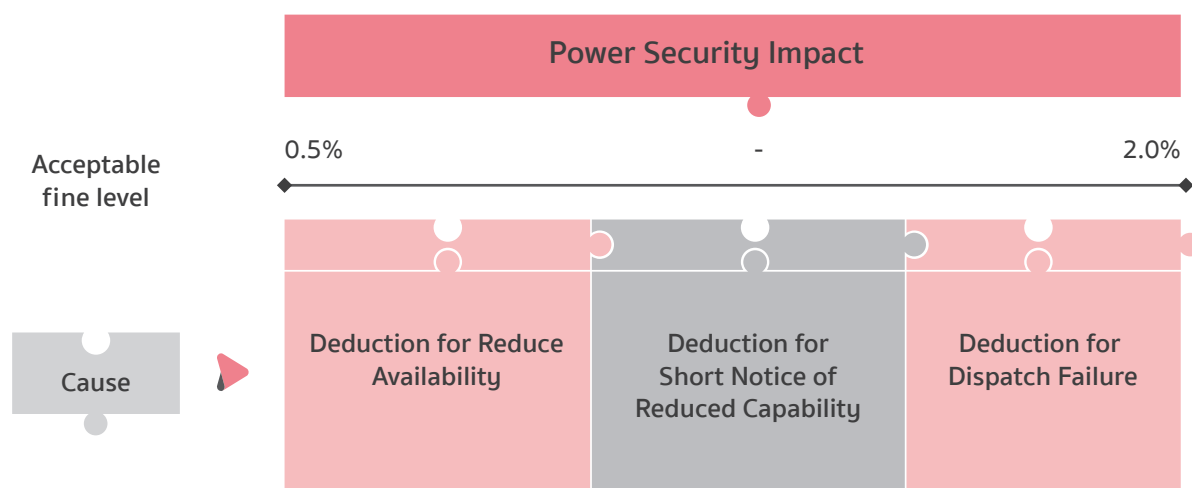 Power Security Impact
Acceptable
fine level
0.5%
-
2.0%
Cause
Deduction for Reduce
Availability
Deduction for
Short Notice of
Reduced Capability
Deduction for
Dispatch Failure